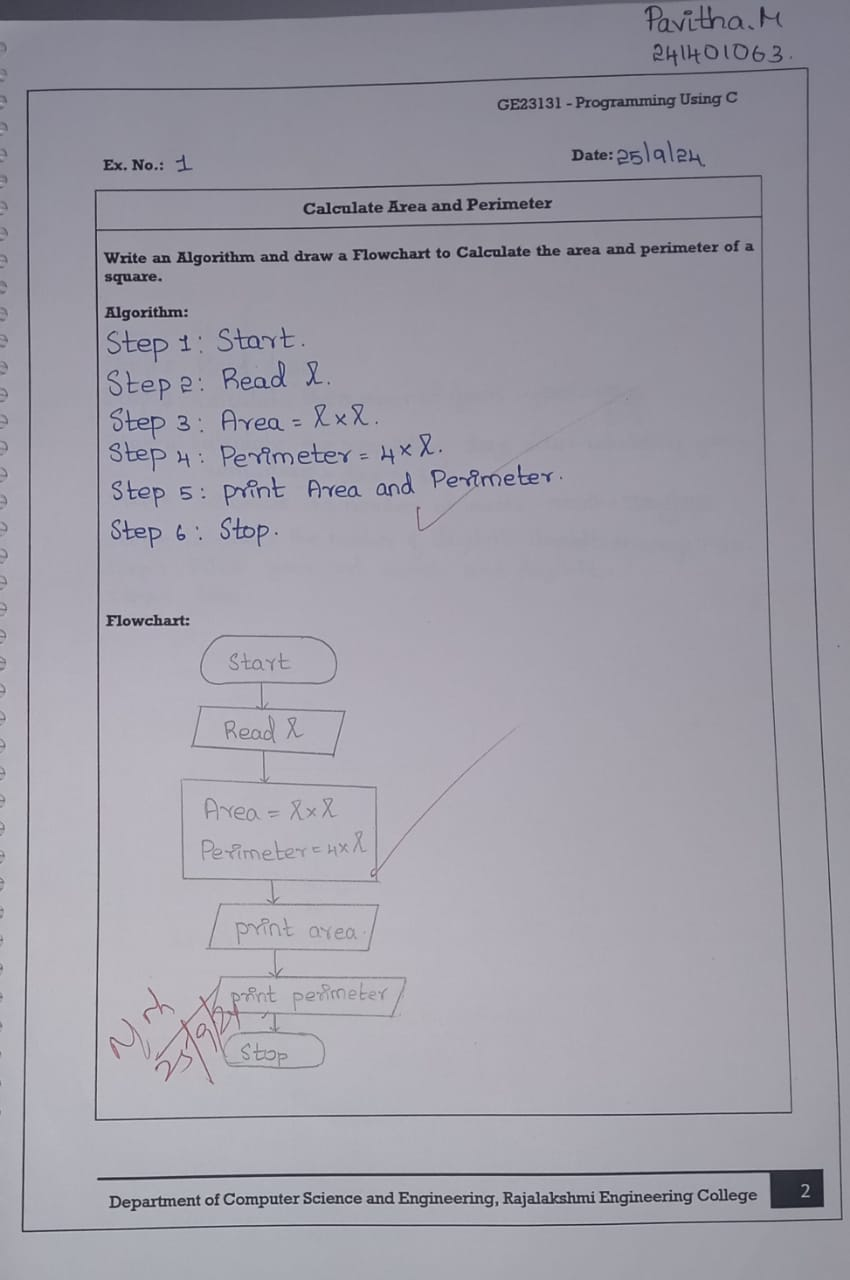 Pavitha.M
241401063.
GE23131 - Programming Using C
Ex. No.: 1
Date: 25/9/24
Calculate Area and Perimeter
Write an Algorithm and draw a Flowchart to Calculate the area and perimeter of a
square.
Algorithm:
Step 1: Start.
Step 2: Read l.
Step 3: Area = l×l.
Step 4: Perimeter = 4×l.
Step 5: print Area and Perimeter.
Step 6: Stop.
Flowchart:
Start
Read l
Area = l×l
Perimeter = 4×l
print area.
print perimeter
25/9/24
Stop
Department of Computer Science and Engineering, Rajalakshmi Engineering College
2